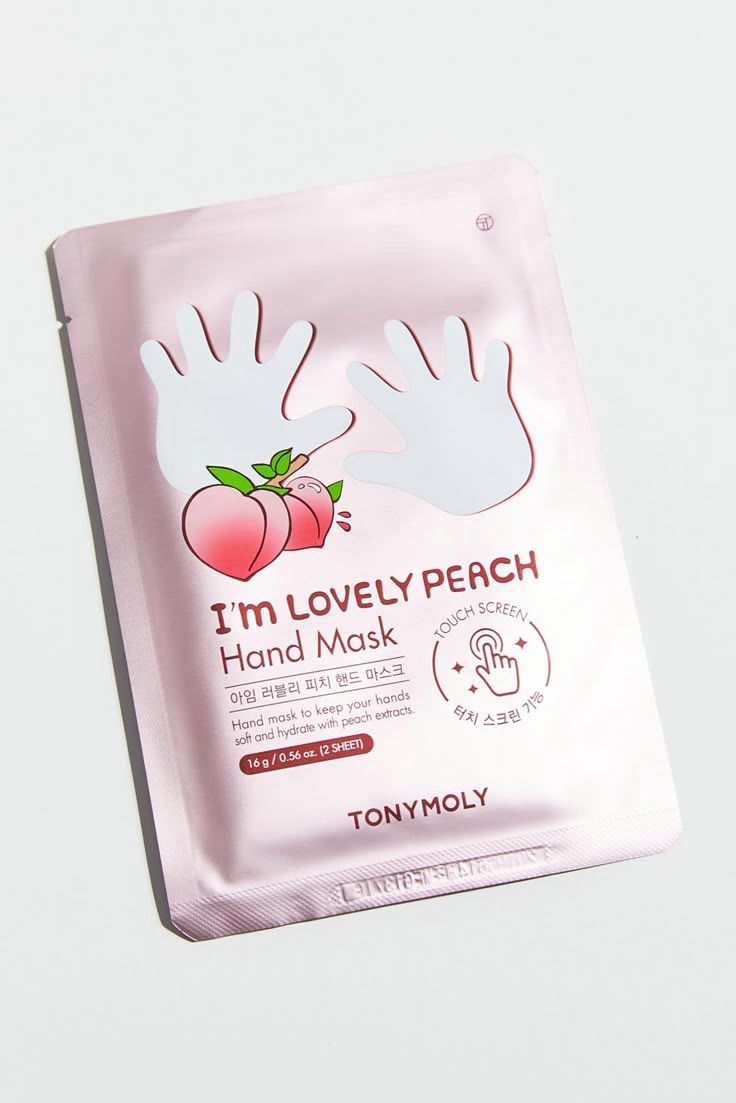 I'm LOVELY PEACH
Hand Mask
아임 러블리 피치 핸드 마스크
Hand mask to keep your hands
soft and hydrate with peach extracts.
16 g / 0.56 oz. (2 SHEET)
TOUCH SCREEN
터치 스크린 기능
TONYMOLY